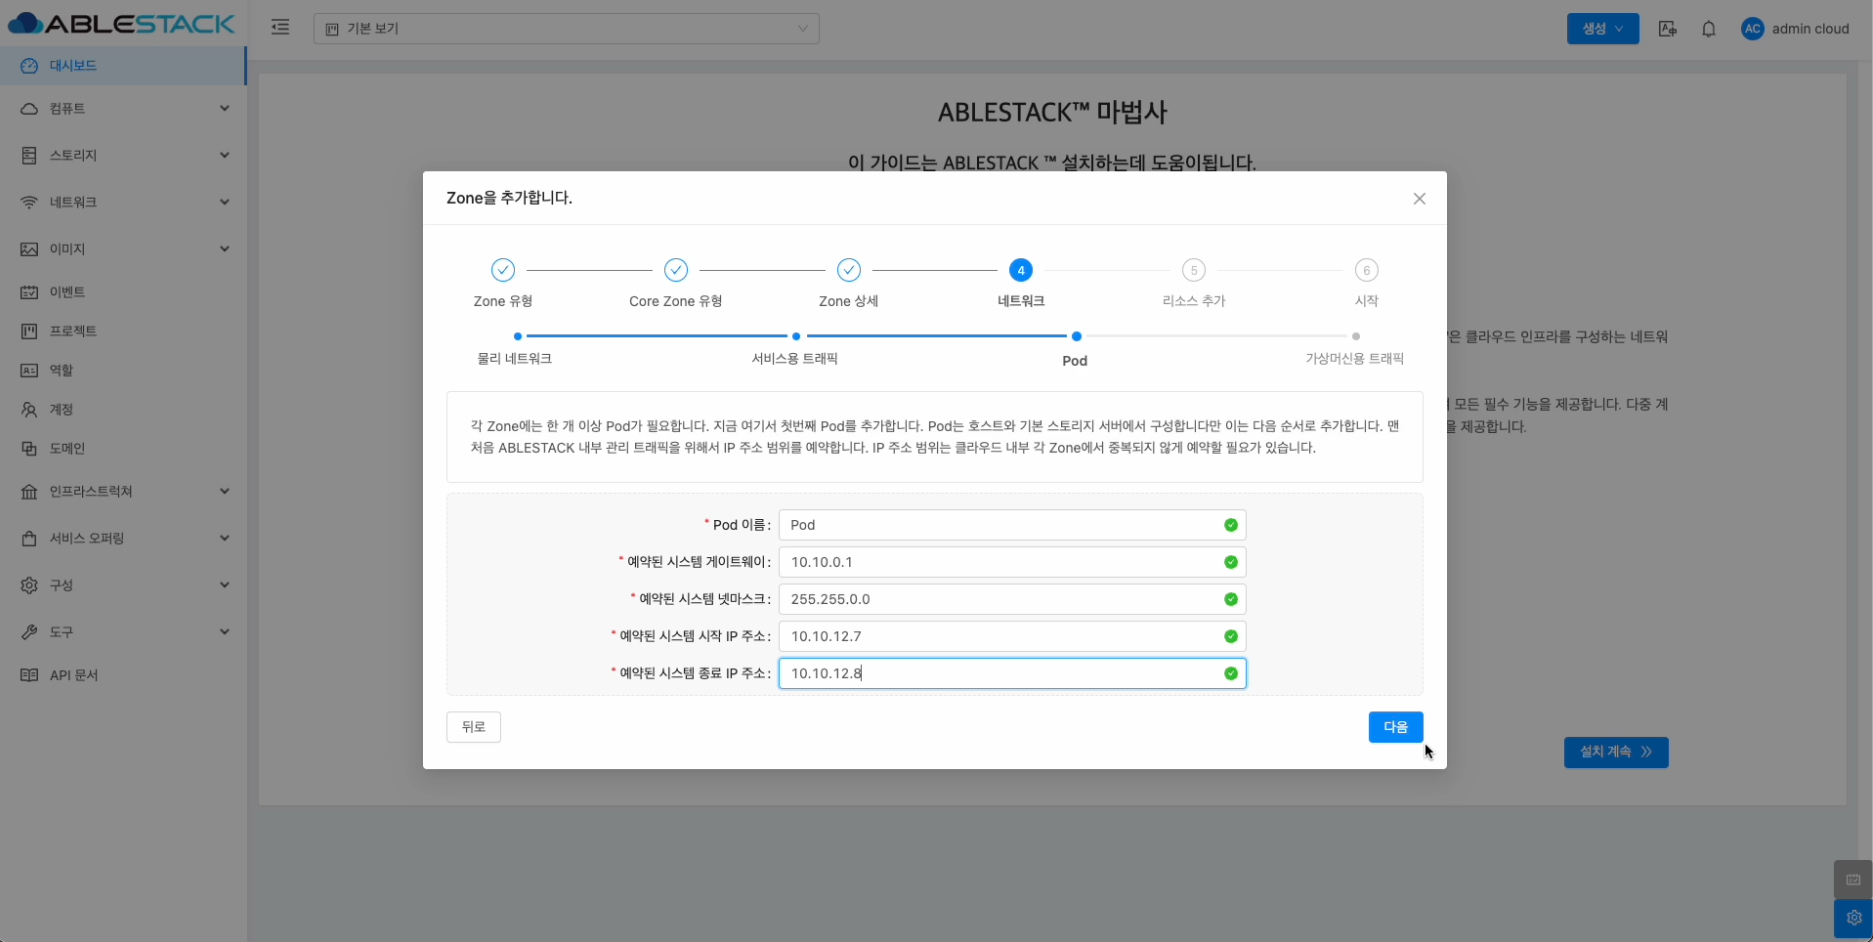 ABLESTACK
기본 보기
생성
AC admin cloud
대시보드
컴퓨트
스토리지
네트워크
이미지
이벤트
프로젝트
역할
계정
도메인
인프라스트럭쳐
서비스 오퍼링
구성
도구
API 문서
ABLESTACK™ 마법사
이 가이드는 ABLESTACK ™ 설치하는데 도움이됩니다.
은 클라우드 인프라를 구성하는 네트워
모든 필수 기능을 제공합니다. 다중 계
을 제공합니다.
설치 계속
Zone을 추가합니다.
4 5 6
Zone 유형 Core Zone 유형 Zone 상세 네트워크 리소스 추가 시작
물리 네트워크 서비스용 트래픽 Pod 가상머신용 트래픽
각 Zone에는 한 개 이상 Pod가 필요합니다. 지금 여기서 첫번째 Pod를 추가합니다. Pod는 호스트와 기본 스토리지 서버에서 구성합니다만 이는 다음 순서로 추가합니다. 맨
처음 ABLESTACK 내부 관리 트래픽을 위해서 IP 주소 범위를 예약합니다. IP 주소 범위는 클라우드 내부 각 Zone에서 중복되지 않게 예약할 필요가 있습니다.
* Pod 이름: Pod
* 예약된 시스템 게이트웨이: 10.10.0.1
* 예약된 시스템 넷마스크: 255.255.0.0
* 예약된 시스템 시작 IP 주소: 10.10.12.7
* 예약된 시스템 종료 IP 주소: 10.10.12.8
뒤로
다음